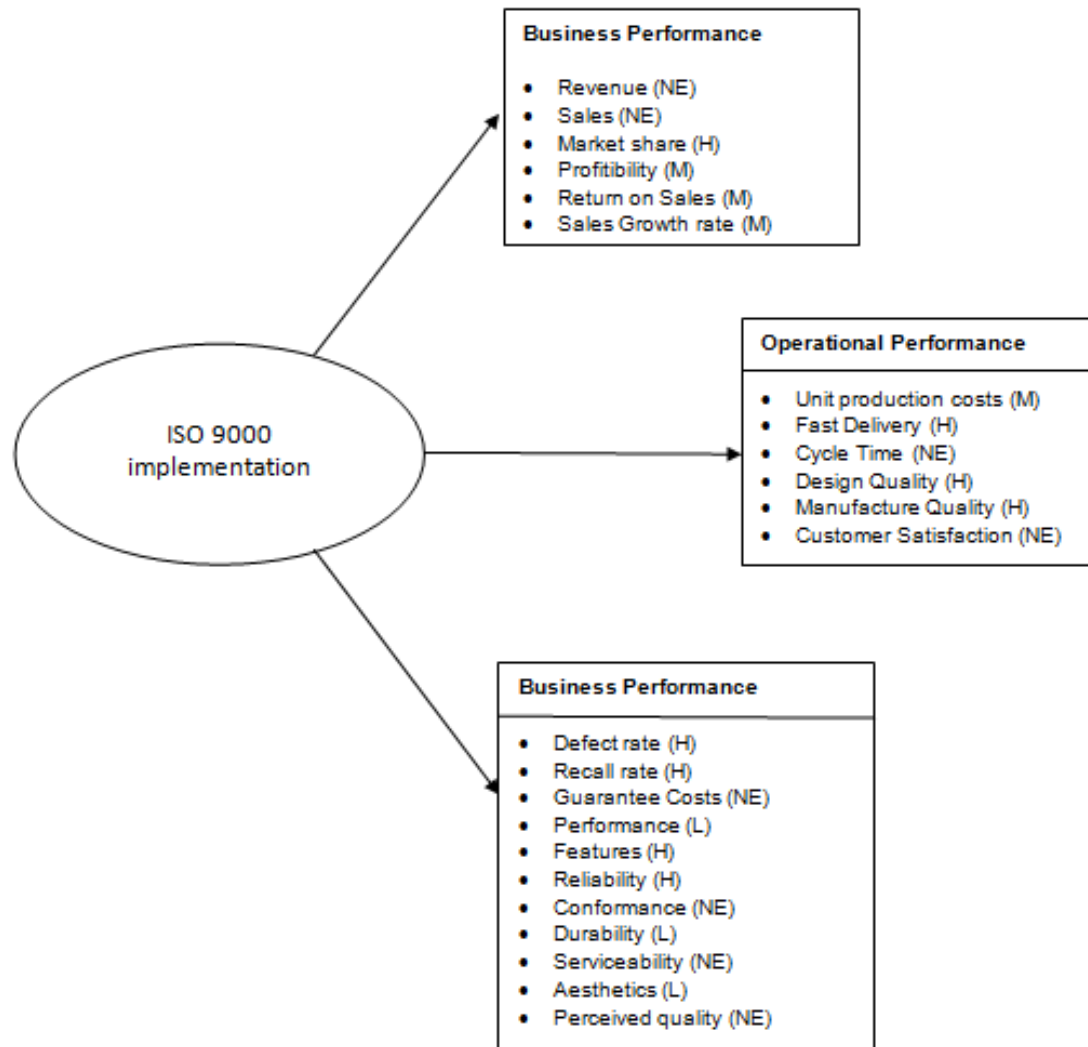 Business Performance
• Revenue (NE)
• Sales (NE)
• Market share (H)
• Profitibility (M)
• Return on Sales (M)
• Sales Growth rate (M)
Operational Performance
• Unit production costs (M)
• Fast Delivery (H)
• Cycle Time (NE)
• Design Quality (H)
• Manufacture Quality (H)
• Customer Satisfaction (NE)
ISO 9000
implementation
Business Performance
• Defect rate (H)
• Recall rate (H)
• Guarantee Costs (NE)
• Performance (L)
• Features (H)
• Reliability (H)
• Conformance (NE)
• Durability (L)
• Serviceability (NE)
• Aesthetics (L)
• Perceived quality (NE)